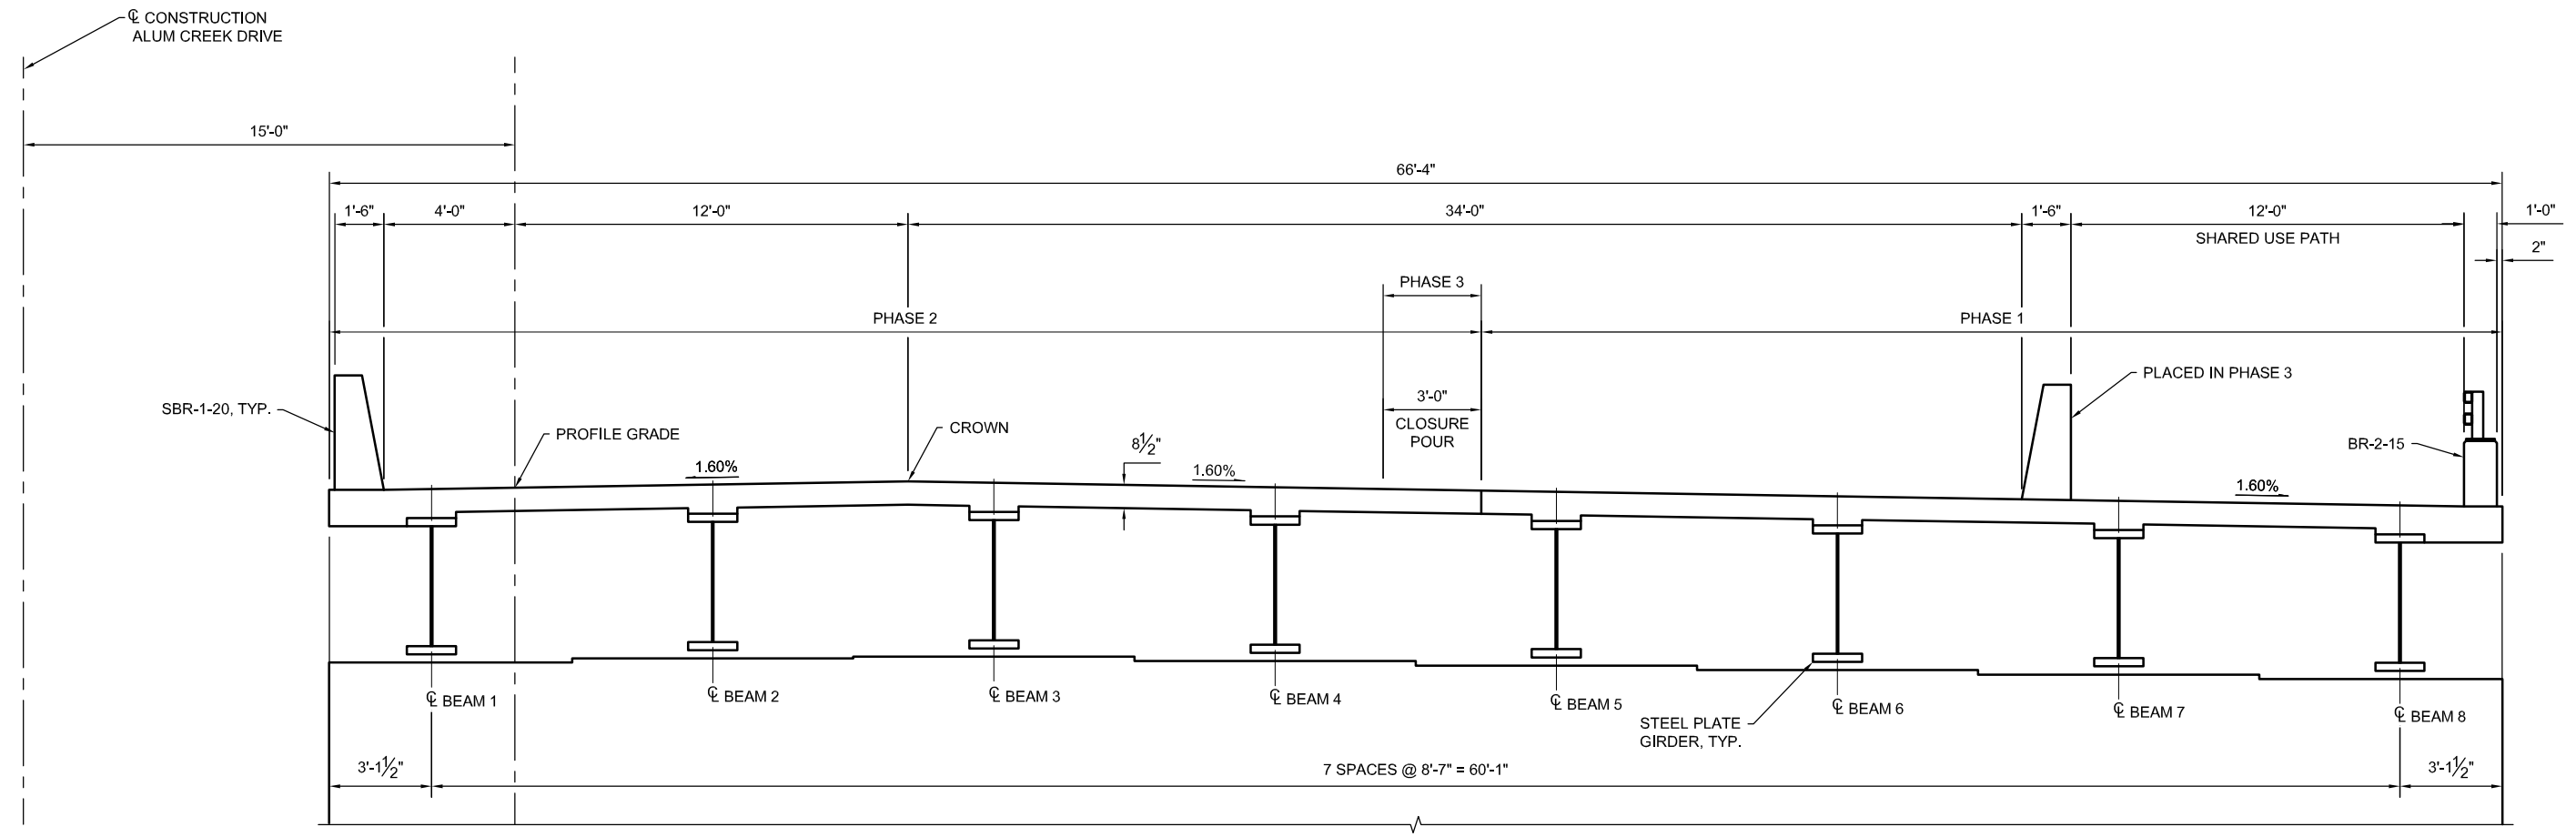 ℄ CONSTRUCTION
ALUM CREEK DRIVE
15'-0"
66'-4"
1'-6"
4'-0"
12'-0"
34'-0"
1'-6"
12'-0"
1'-0"
SHARED USE PATH
2"
PHASE 3
PHASE 2
PHASE 1
PLACED IN PHASE 3
3'-0"
CLOSURE
POUR
SBR-1-20, TYP.
PROFILE GRADE
CROWN
8½"
BR-2-15
1.60%
1.60%
1.60%
℄ BEAM 1
℄ BEAM 2
℄ BEAM 3
℄ BEAM 4
℄ BEAM 5
℄ BEAM 6
℄ BEAM 7
℄ BEAM 8
STEEL PLATE
GIRDER, TYP.
3'-1½"
7 SPACES @ 8'-7" = 60'-1"
3'-1½"